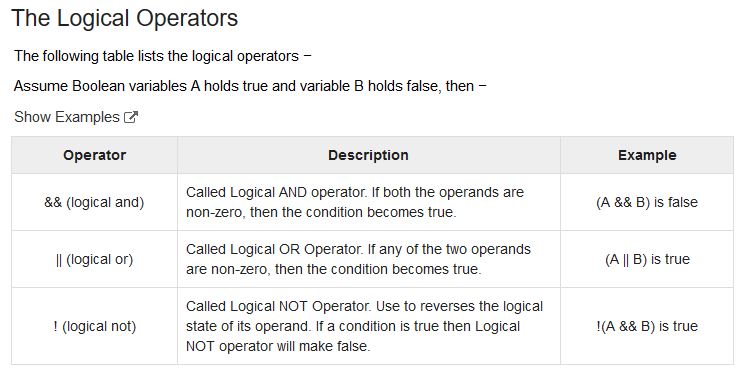 The Logical Operators
The following table lists the logical operators −
Assume Boolean variables A holds true and variable B holds false, then −
Show Examples
Operator Description Example
&& (logical and)
Called Logical AND operator. If both the operands are
non-zero, then the condition becomes true.
(A && B) is false
|| (logical or)
Called Logical OR Operator. If any of the two operands
are non-zero, then the condition becomes true.
(A || B) is true
! (logical not)
Called Logical NOT Operator. Use to reverses the logical
state of its operand. If a condition is true then Logical
NOT operator will make false.
!(A && B) is true